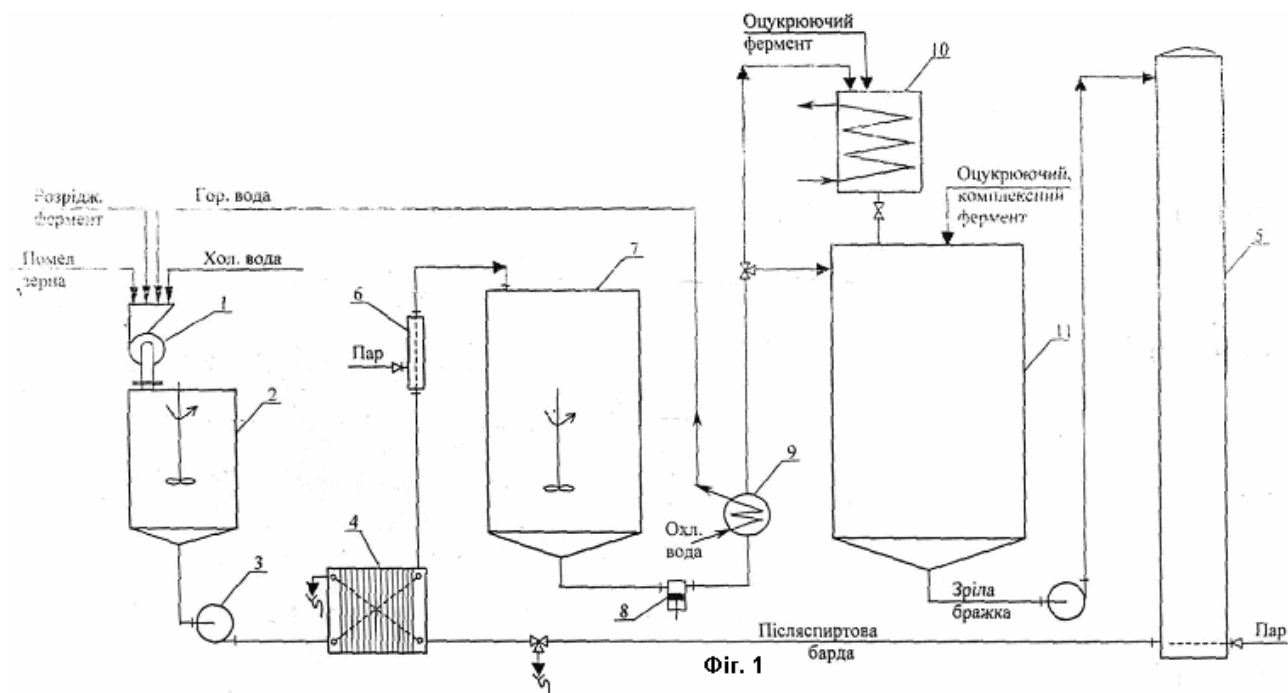 Оцукрюючий
фермент
10
Розрідж.
фермент
Гор. вода
Оцукрюючий,
комплексний
фермент
5
Помел
зерна
Хол. вода
7
6
1
11
Пар
2
9
4
Охл.
вода
3
8
Зріла
бражка
Післяспиртова
барда
Пар
Фіг. 1